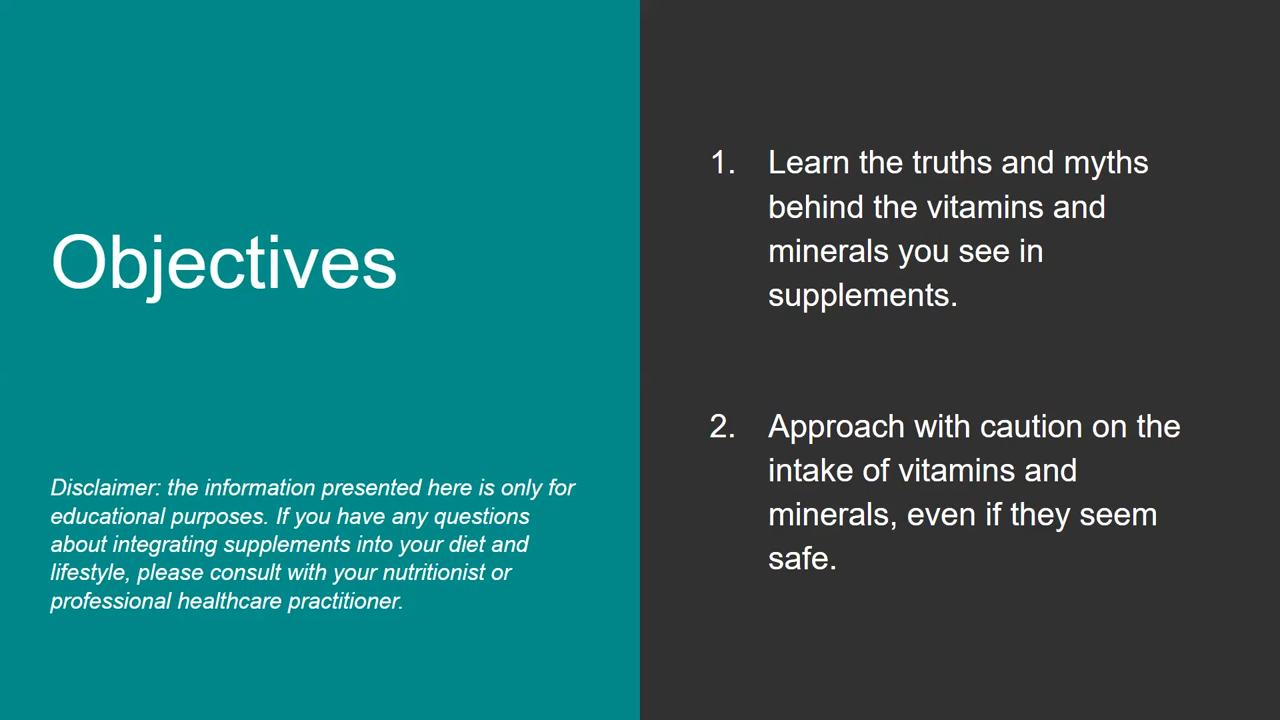 Objectives
Disclaimer: the information presented here is only for
educational purposes. If you have any questions
about integrating supplements into your diet and
lifestyle, please consult with your nutritionist or
professional healthcare practitioner.
1. Learn the truths and myths
behind the vitamins and
minerals you see in
supplements.
2. Approach with caution on the
intake of vitamins and
minerals, even if they seem
safe.